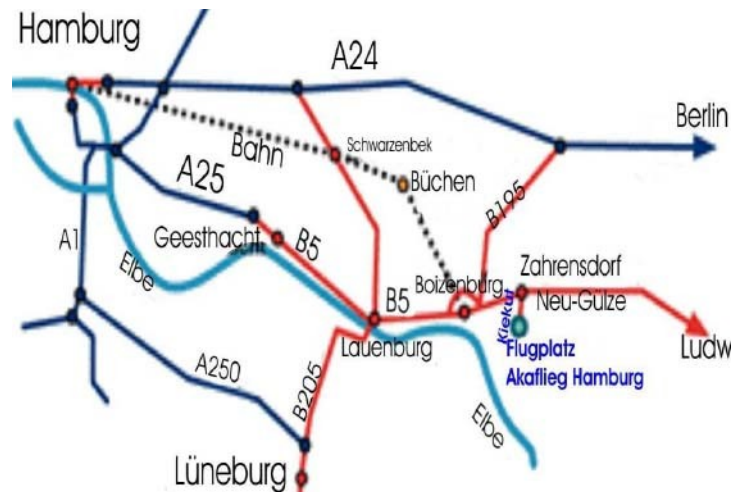 Hamburg
A24
Berlin
Bahn
Schwarzenbek
Büchen
A25
B195
Geesthacht
B5
A1
Elbe
Boizenburg
Zahrensdorf
Neu-Gülze
B5
Kiekut
Lauenburg
Flugplatz
Akaflieg Hamburg
Ludw
A250
B205
Elbe
Lüneburg